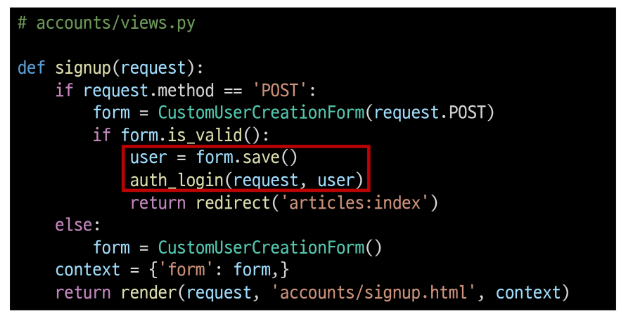 # accounts/views.py

def signup(request):
    if request.method == 'POST':
        form = CustomUserCreationForm(request.POST)
        if form.is_valid():
            user = form.save()
            auth_login(request, user)
            return redirect('articles:index')
    else:
        form = CustomUserCreationForm()
    context = {'form': form,}
    return render(request, 'accounts/signup.html', context)